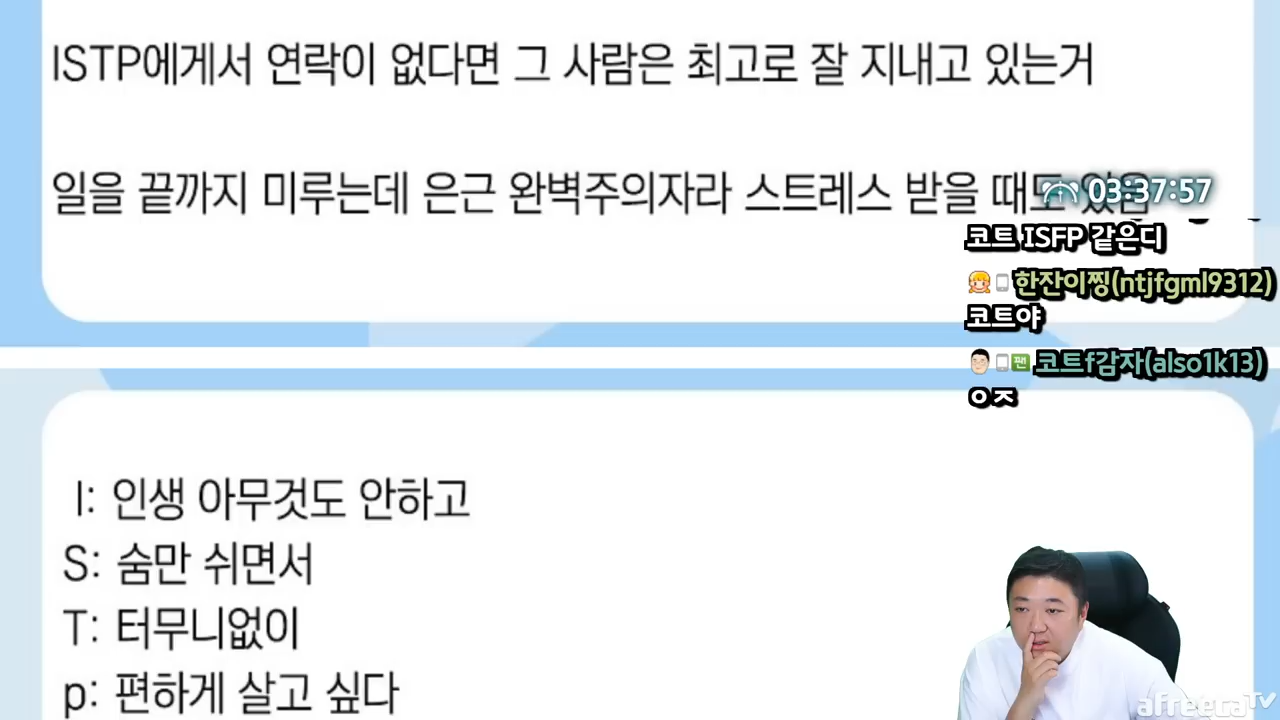 ISTP에게서 연락이 없다면 그 사람은 최고로 잘 지내고 있는거
일을 끝까지 미루는데 은근 완벽주의자라 스트레스 받을 때도 있음
03:37:57
코트 ISFP 같은디
한잔이찡(ntjfgml9312)
코트야
팬 코트f감자(also1k13)
ㅇㅈ
I: 인생 아무것도 안하고
S: 숨만 쉬면서
T: 터무니없이
p: 편하게 살고 싶다
afreecaTV